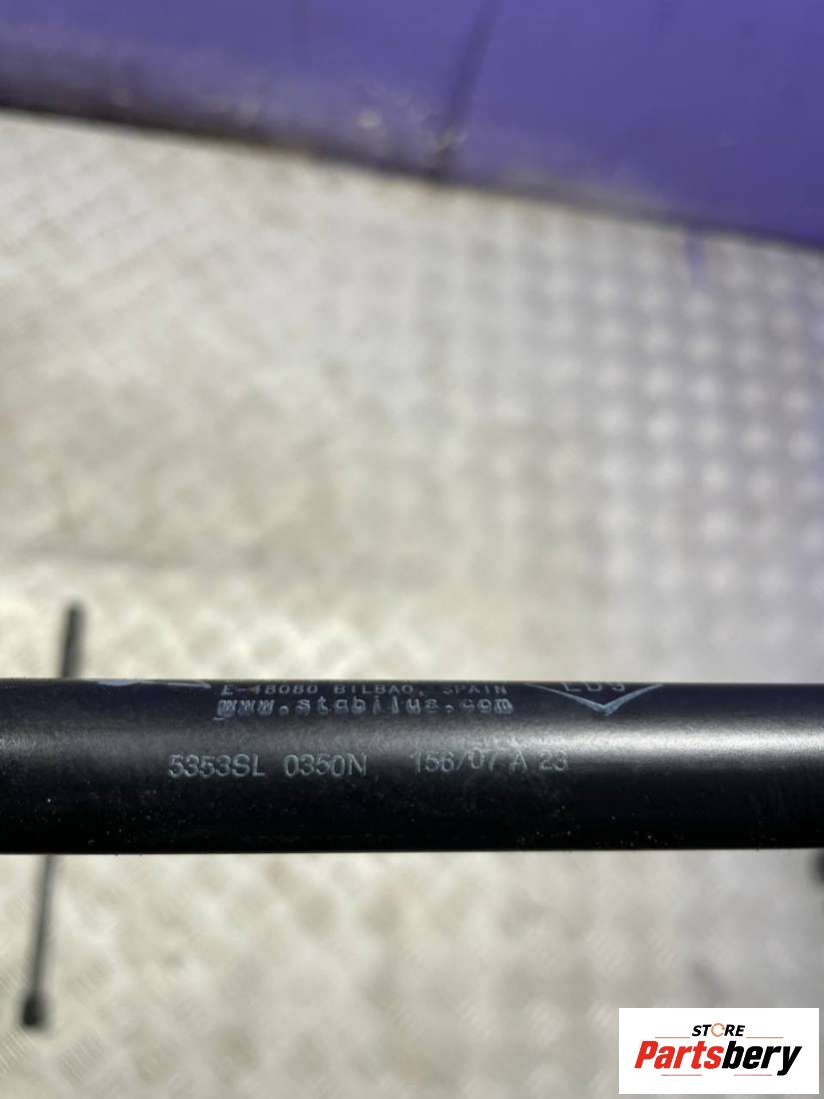 E-48080 BILBAO, SPAIN
www.stabilus.com
5353SL 0350N 156/07 A 23
STORE
Partsbery